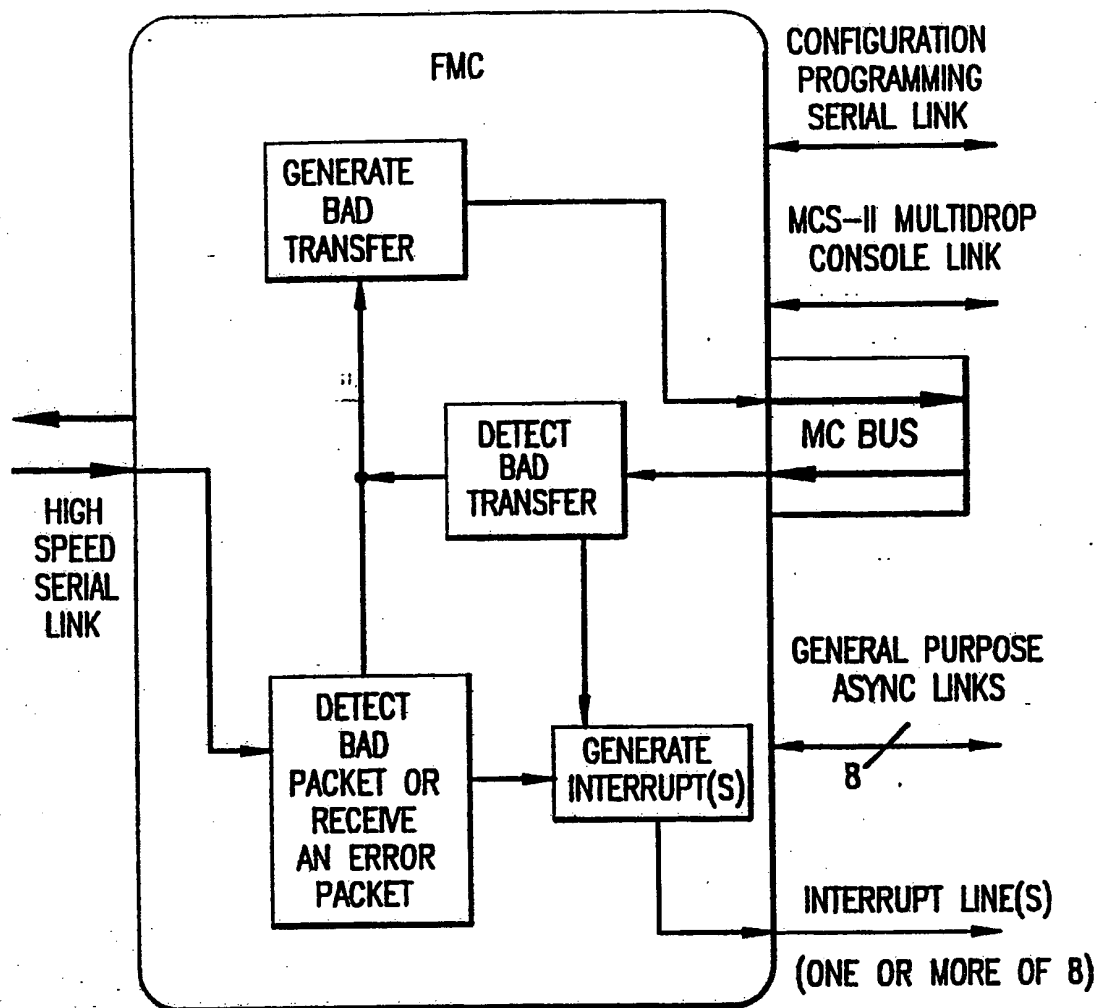 FMC
CONFIGURATION
PROGRAMMING
SERIAL LINK
GENERATE
BAD
TRANSFER
MCS-II MULTIDROP
CONSOLE LINK
DETECT
BAD
TRANSFER
MC BUS
HIGH
SPEED
SERIAL
LINK
GENERAL PURPOSE
ASYNC LINKS
8
DETECT
BAD
PACKET OR
RECEIVE
AN ERROR
PACKET
GENERATE
INTERRUPT(S)
INTERRUPT LINE(S)
(ONE OR MORE OF 8)